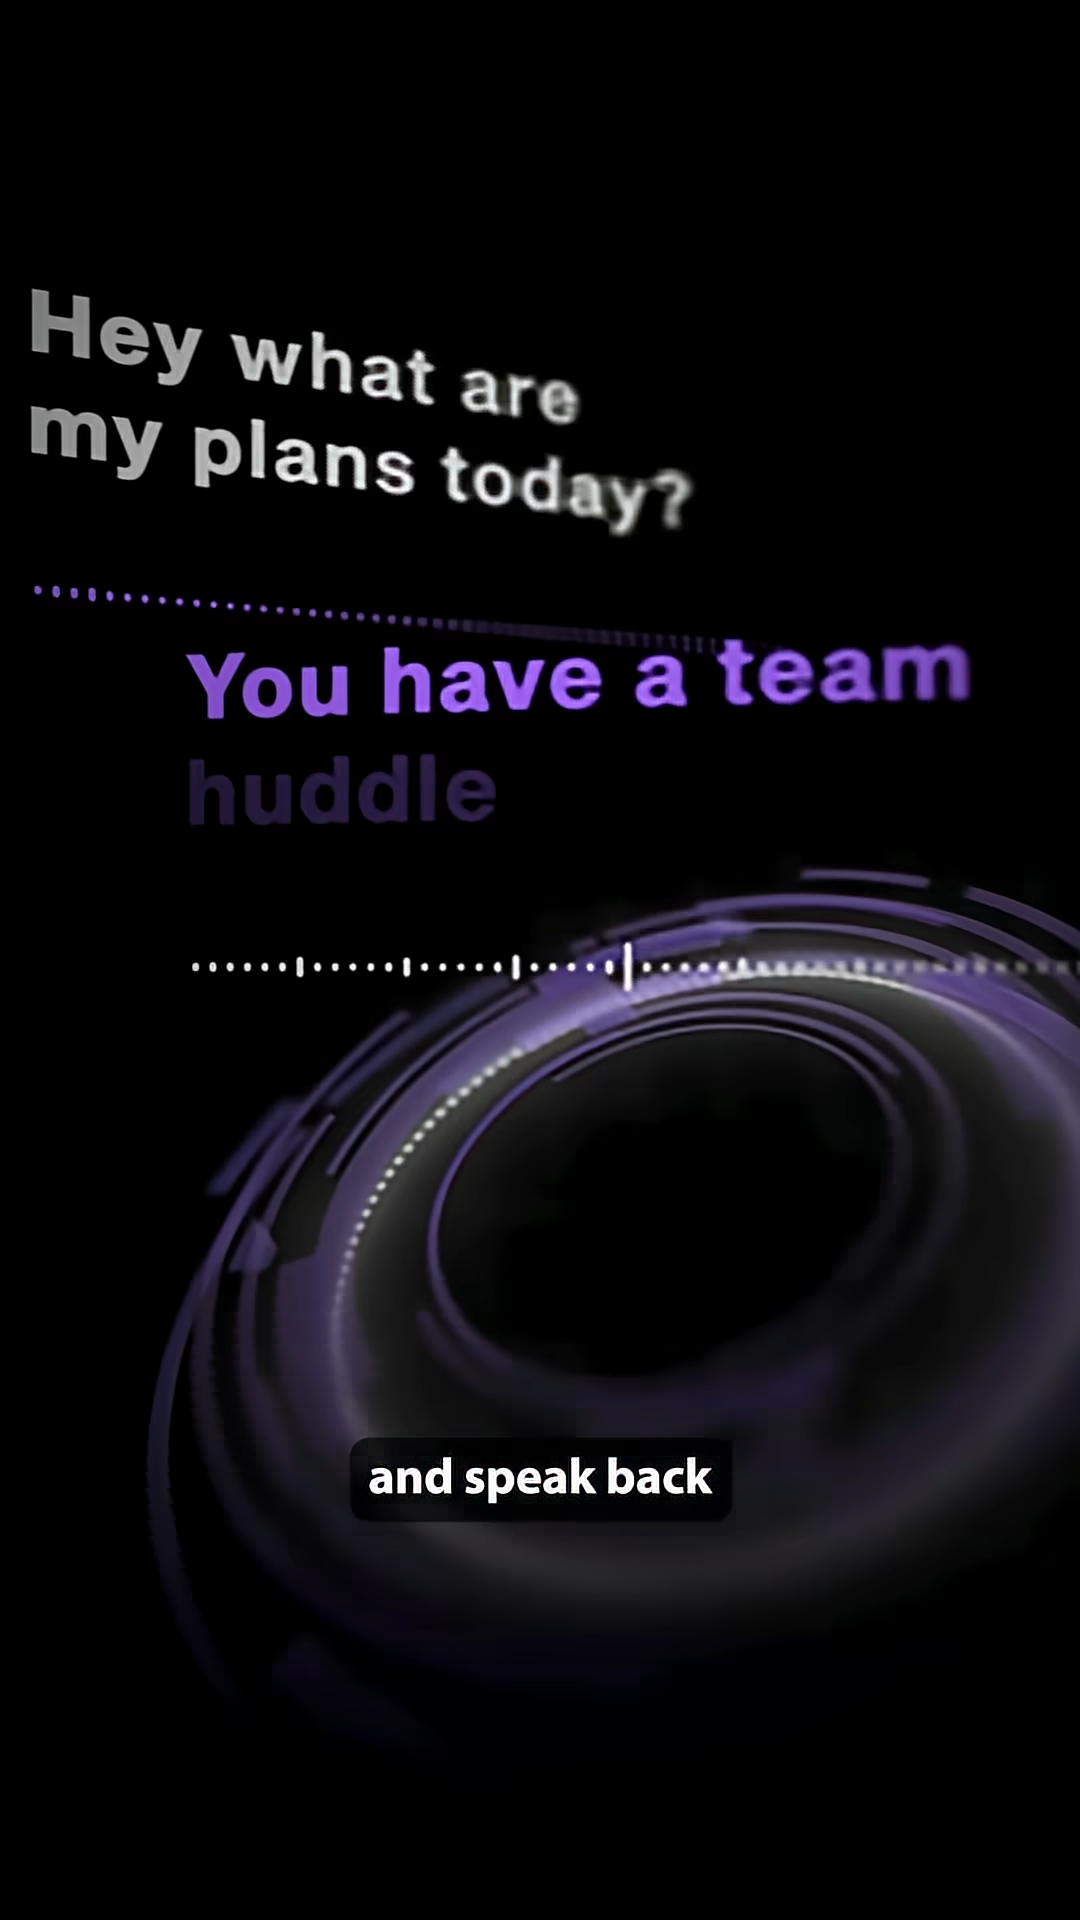 Hey what are
my plans today?
You have a team
huddle
and speak back